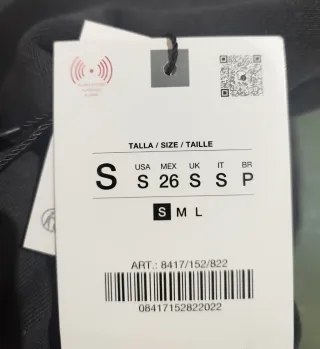 TALLA / SIZE / TAILLE
S
USA MEX UK IT BR
S 26 S S P
S M L
ART.: 8417/152/822
08417152822022